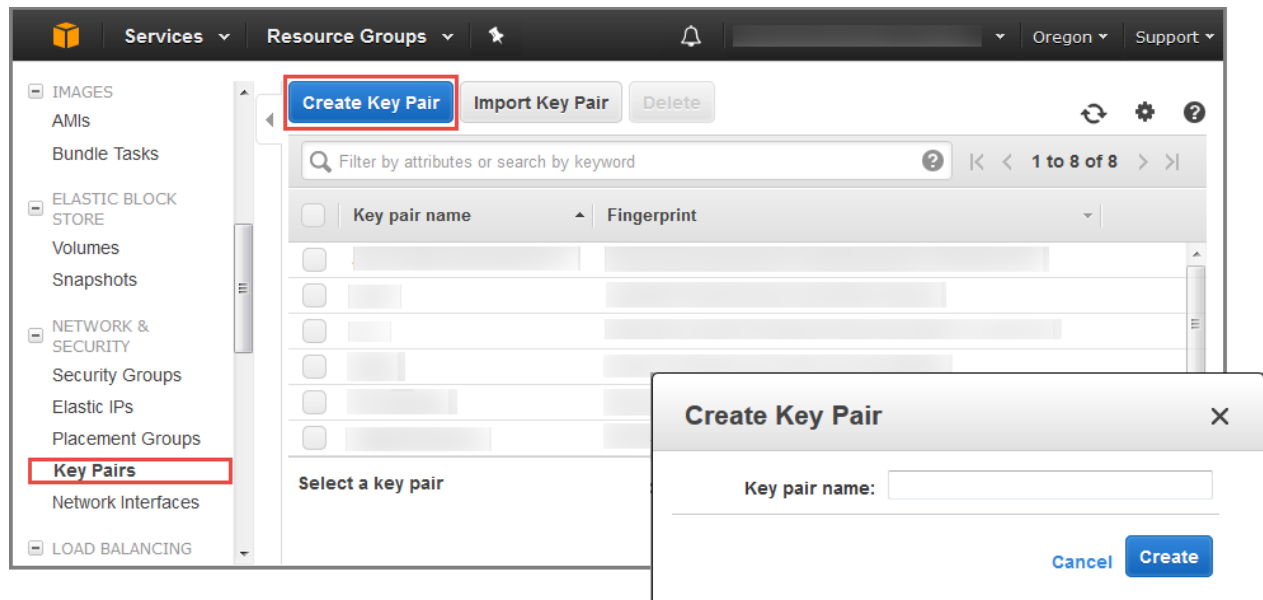 Services Resource Groups Oregon Support
IMAGES
AMIs
Bundle Tasks
ELASTIC BLOCK
STORE
Volumes
Snapshots
NETWORK &
SECURITY
Security Groups
Elastic IPs
Placement Groups
Key Pairs
Network Interfaces
LOAD BALANCING
Create Key Pair Import Key Pair Delete
Filter by attributes or search by keyword 1 to 8 of 8
Key pair name Fingerprint
Select a key pair
Create Key Pair
Key pair name:
Cancel Create